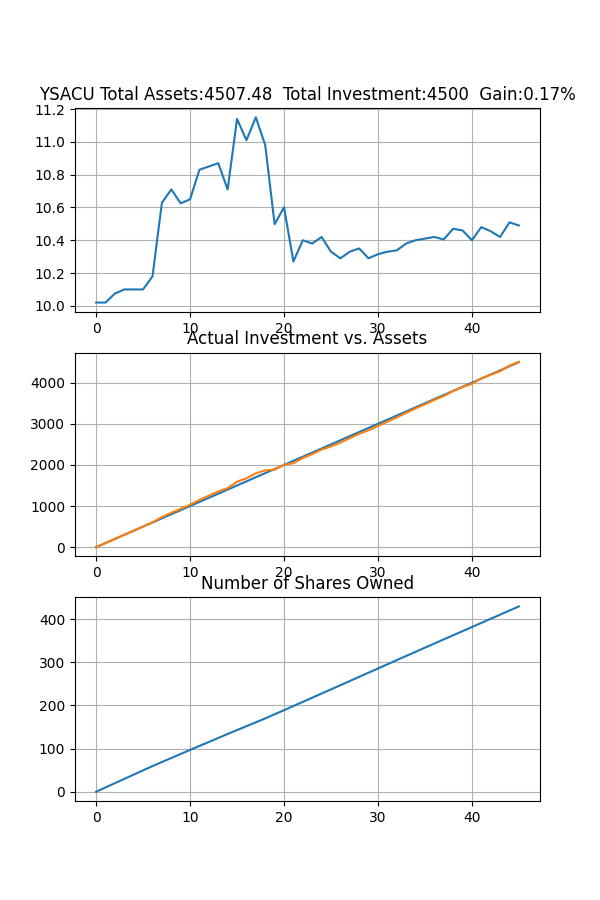 YSACU Total Assets:4507.48  Total Investment:4500  Gain:0.17%
11.2
11.0
10.8
10.6
10.4
10.2
10.0
0 10 20 30 40
Actual Investment vs. Assets
4000
3000
2000
1000
0
0 10 20 30 40
Number of Shares Owned
400
300
200
100
0
0 10 20 30 40